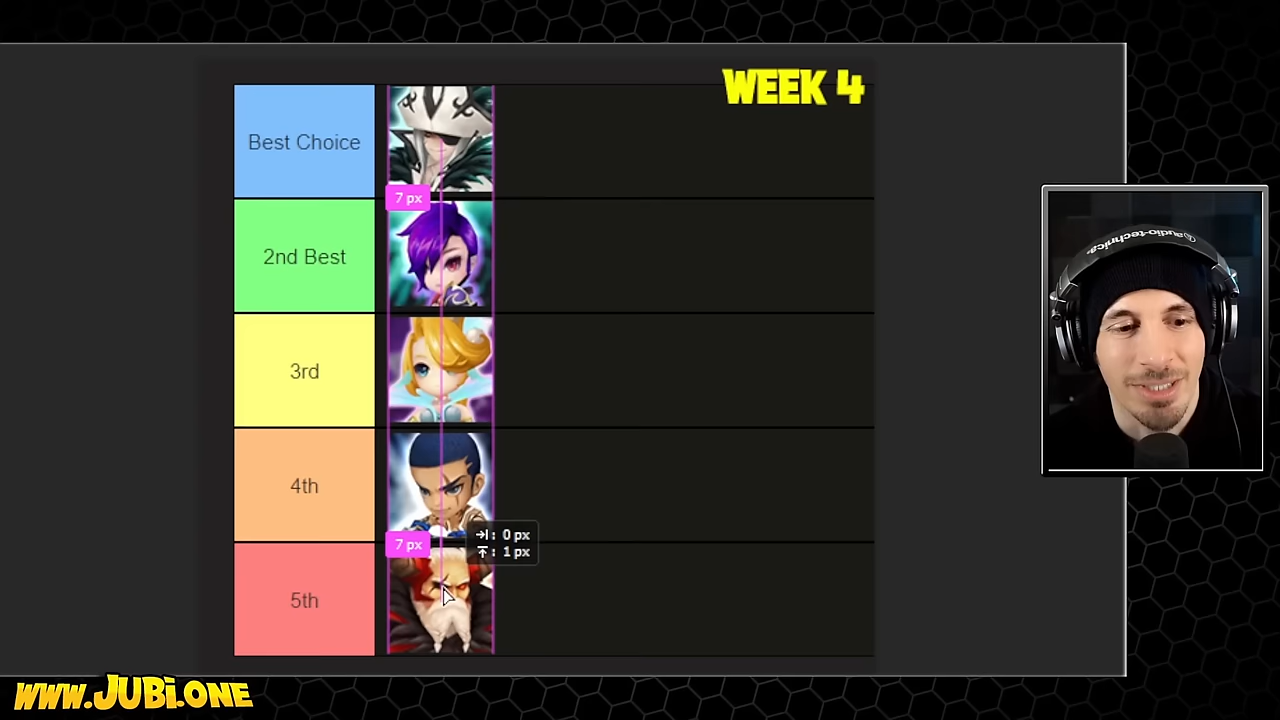 WEEK 4
Best Choice
7 px
2nd Best
3rd
4th
0 px
7 px
1 px
5th
audio-technica
www.JUBi.ONE